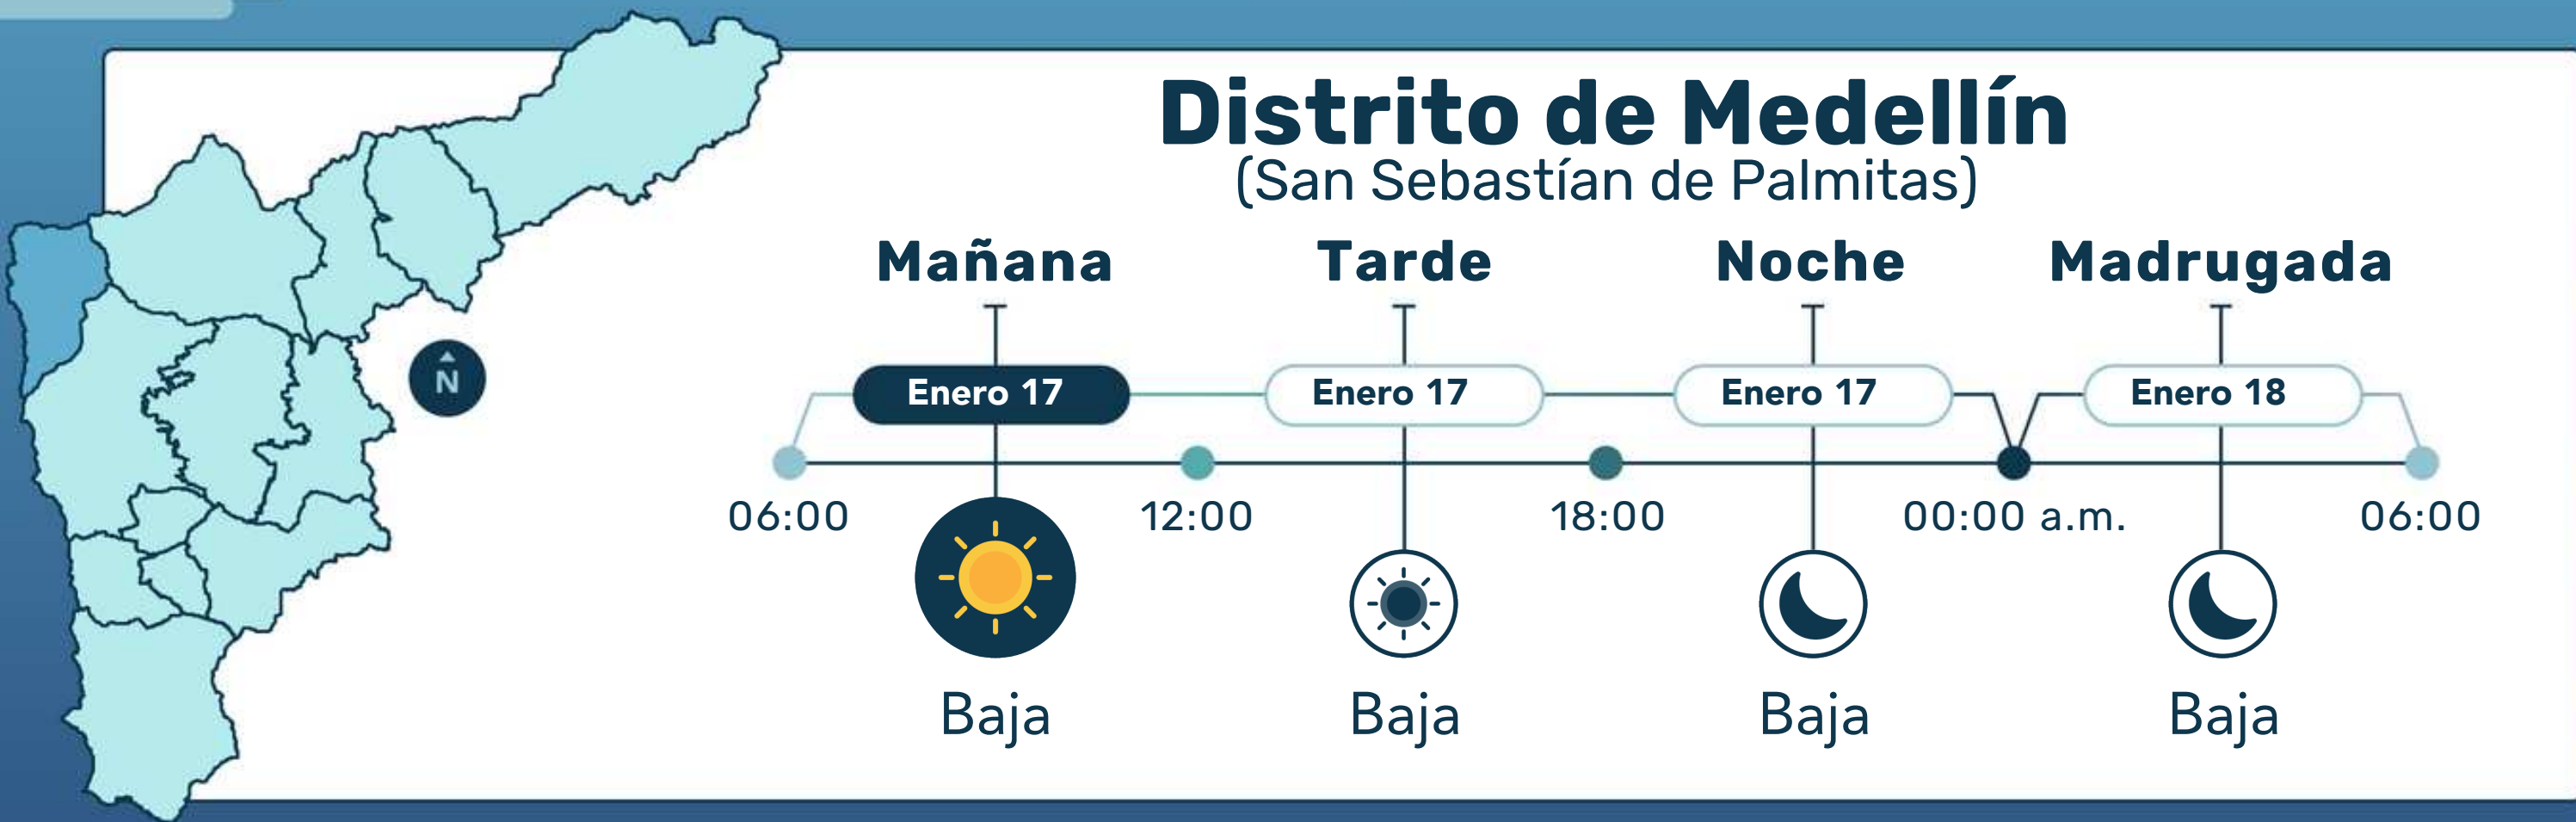 Distrito de Medellín
(San Sebastían de Palmitas)
Mañana Tarde Noche Madrugada
Enero 17 Enero 17 Enero 17 Enero 18
N
06:00 12:00 18:00 00:00 a.m. 06:00
Baja Baja Baja Baja